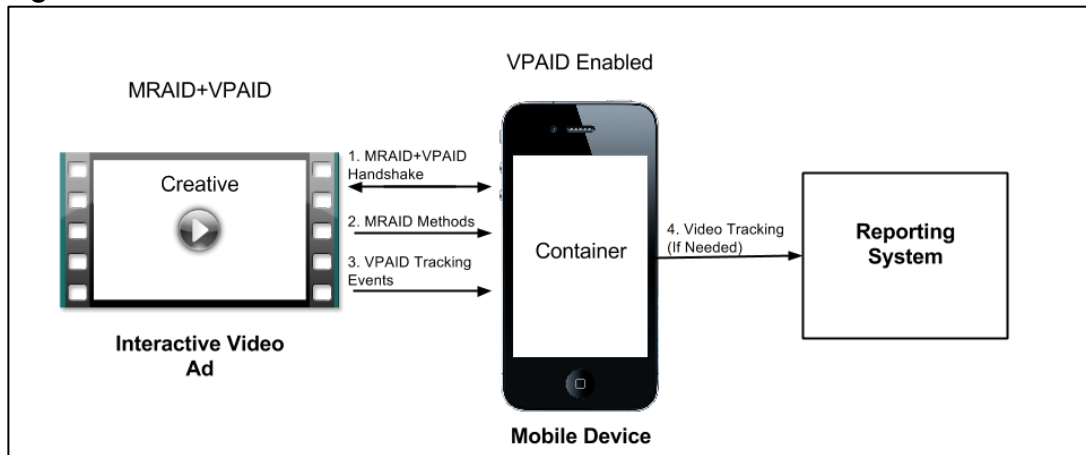 MRAID+VPAID
VPAID Enabled
Creative
1. MRAID+VPAID
Handshake
2. MRAID Methods
3. VPAID Tracking
Events
Interactive Video
Ad
Container
Mobile Device
4. Video Tracking
(If Needed)
Reporting
System